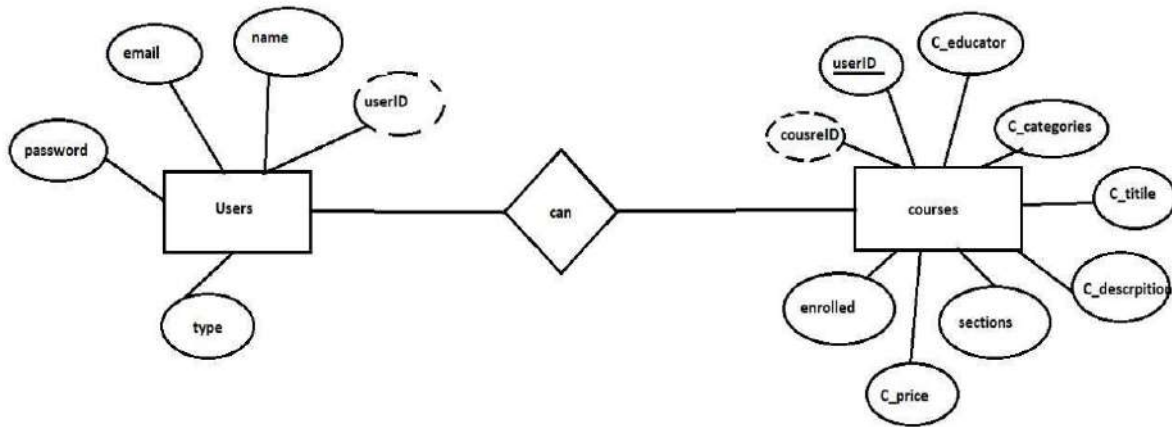 name
email
C_educator
userID
userID
cousreID
C_categories
password
Users
can
courses
C_titile
C_descrpition
enrolled
sections
type
C_price